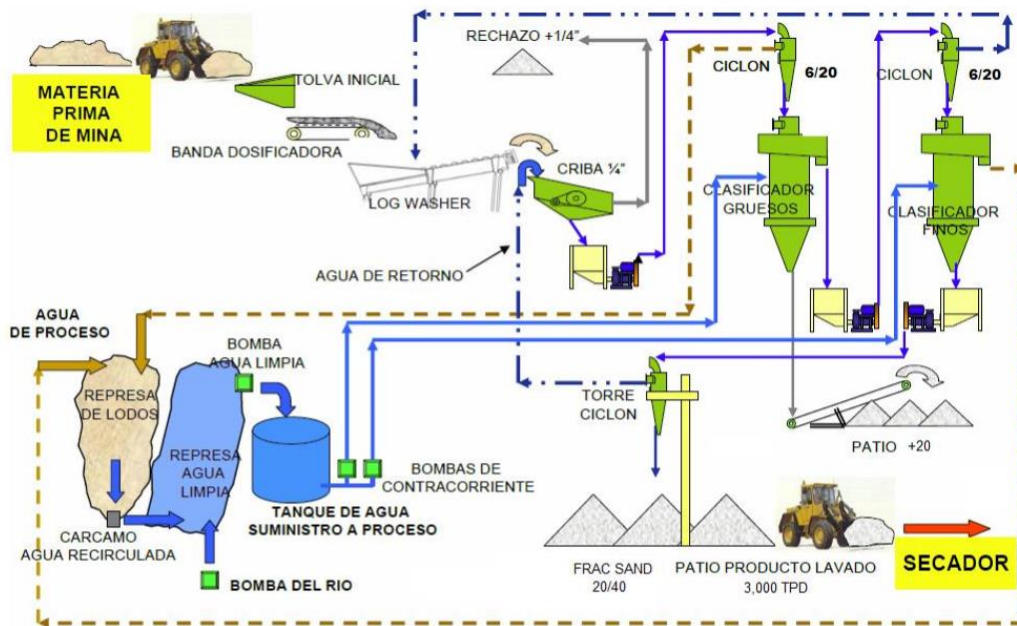 RECHAZO +1/4"
CICLON
6/20
CICLON
6/20
MATERIA
PRIMA
DE MINA
TOLVA INICIAL
BANDA DOSIFICADORA
LOG WASHER
CRIBA ¼"
CLASIFICADOR
GRUESOS
CLASIFICADOR
FINOS
AGUA DE RETORNO
AGUA
DE PROCESO
BOMBA
AGUA LIMPIA
REPRESA
DE LODOS
REPRESA
AGUA
LIMPIA
TORRE
CICLON
PATIO +20
BOMBAS DE
CONTRACORRIENTE
TANQUE DE AGUA
SUMINISTRO A PROCESO
CARCAMO
AGUA RECIRCULADA
BOMBA DEL RIO
FRAC SAND
20/40
PATIO PRODUCTO LAVADO
3,000 TPD
SECADOR